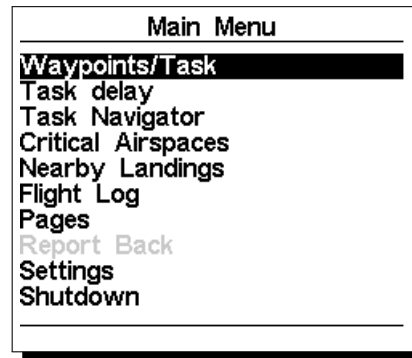 Main Menu
Waypoints/Task
Task delay
Task Navigator
Critical Airspaces
Nearby Landings
Flight Log
Pages
Report Back
Settings
Shutdown